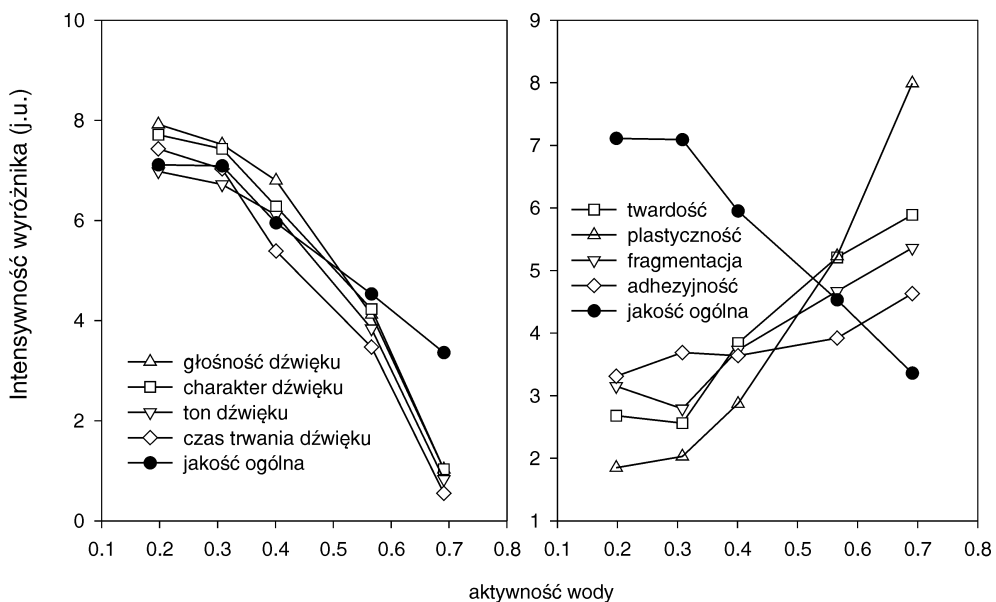 Intensywność wyróżnika (j.u.)
10
8
6
4
2
0
głośność dźwięku
charakter dźwięku
ton dźwięku
czas trwania dźwięku
jakość ogólna
0.1 0.2 0.3 0.4 0.5 0.6 0.7 0.8
9
8
7
6
5
4
3
2
1
twardość
plastyczność
fragmentacja
adhezyjność
jakość ogólna
0.1 0.2 0.3 0.4 0.5 0.6 0.7 0.8
aktywność wody